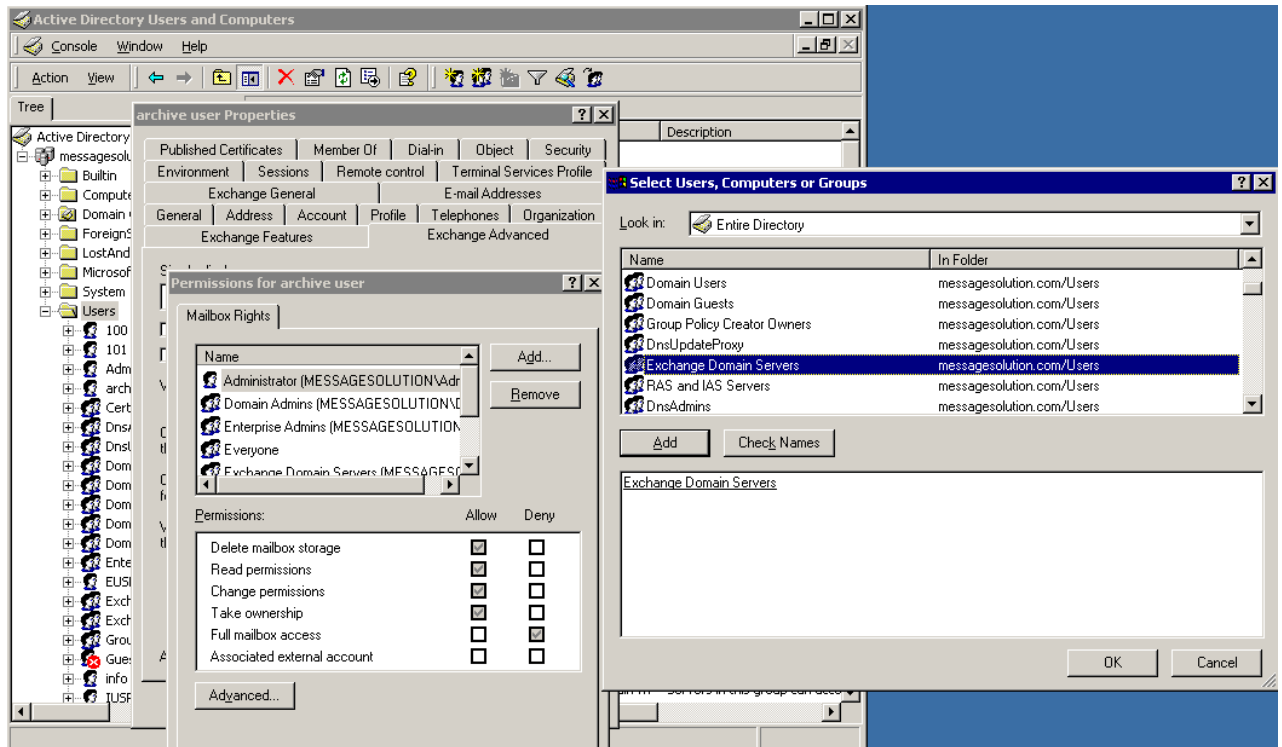 Active Directory Users and Computers
Console Window Help
Action View
Tree
Description
Active Directory
messagesolu
Builtin
Compute
Domain
ForeignS
LostAnd
Microsof
System
Users
100
101
Adm
arch
Cert
DnsA
DnsU
Dom
Dom
Dom
Dom
Dom
Ente
EUSI
Exch
Exch
Grou
Gues
info
IUSR
archive user Properties
Published Certificates Member Of Dial-in Object Security
Environment Sessions Remote control Terminal Services Profile
Exchange General E-mail Addresses
General Address Account Profile Telephones Organization
Exchange Features Exchange Advanced
Permissions for archive user
Mailbox Rights
Name
Administrator (MESSAGESOLUTION\Adr
Domain Admins (MESSAGESOLUTION\D
Enterprise Admins (MESSAGESOLUTION
Everyone
Exchange Domain Servers (MESSAGESO
Add...
Remove
Permissions: Allow Deny
Delete mailbox storage
Read permissions
Change permissions
Take ownership
Full mailbox access
Associated external account
Advanced...
Select Users, Computers or Groups
Look in: Entire Directory
Name In Folder
Domain Users messagesolution.com/Users
Domain Guests messagesolution.com/Users
Group Policy Creator Owners messagesolution.com/Users
DnsUpdateProxy messagesolution.com/Users
Exchange Domain Servers messagesolution.com/Users
RAS and IAS Servers messagesolution.com/Users
DnsAdmins messagesolution.com/Users
Add Check Names
Exchange Domain Servers
OK Cancel
Servers in this group can acce